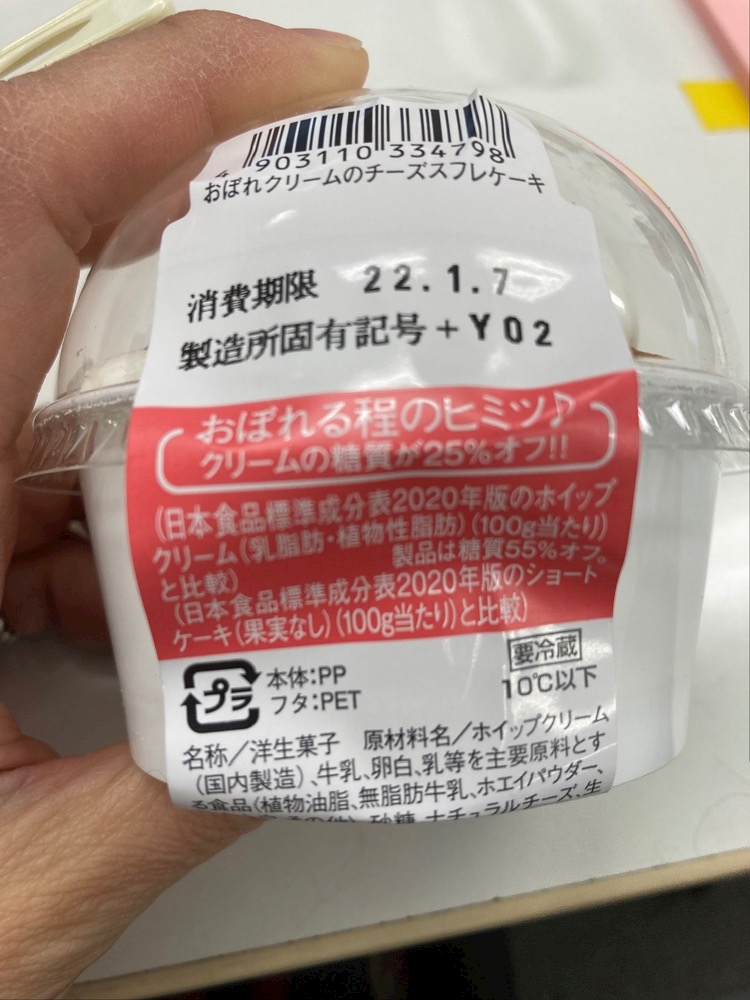 4 903110 334798
おぼれクリームのチーズスフレケーキ
消費期限 22.1.7
製造所固有記号+Y02
おぼれる程のヒミツ♪
クリームの糖質が25%オフ!!
(日本食品標準成分表2020年版のホイップ
クリーム(乳脂肪・植物性脂肪)(100g当たり)
と比較) 製品は糖質55%オフ。
(日本食品標準成分表2020年版のショート
ケーキ(果実なし)(100g当たり)と比較)
要冷蔵
10℃以下
プラ
本体:PP
フタ:PET
名称/洋生菓子 原材料名/ホイップクリーム
(国内製造)、牛乳、卵白、乳等を主要原料とす
る食品(植物油脂、無脂肪牛乳、ホエイパウダー、
その他)、砂糖、ナチュラルチーズ、生